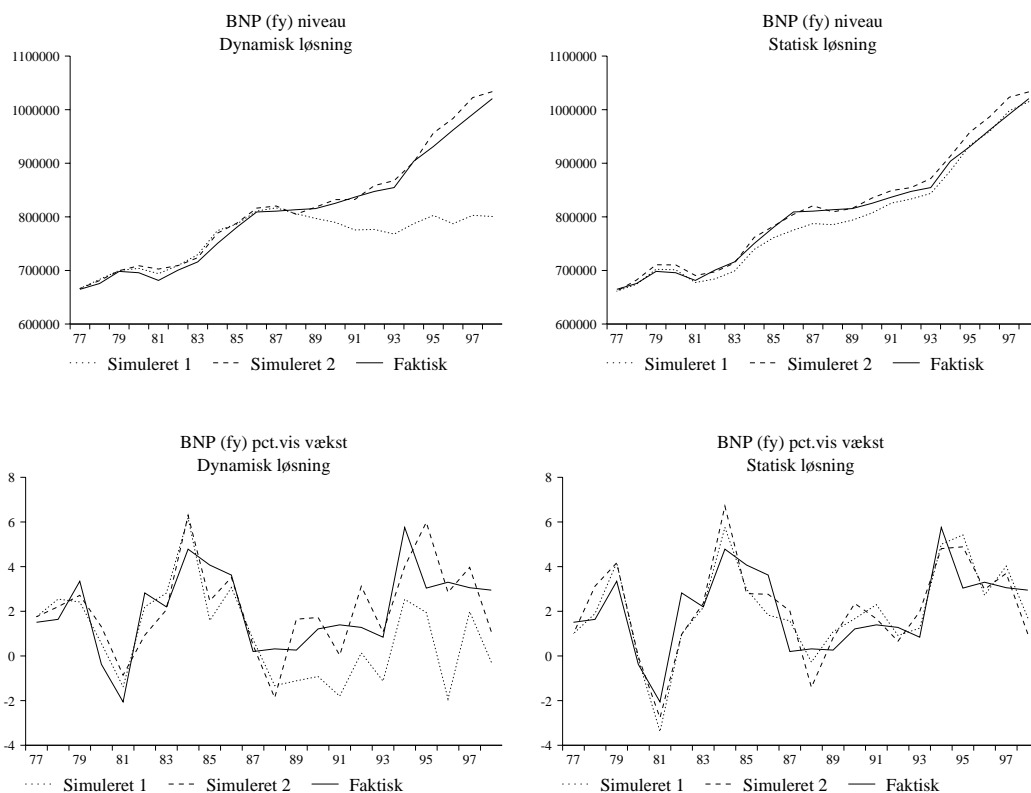 BNP (fy) niveau
Dynamisk løsning
1100000
1000000
900000
800000
700000
600000
77 79 81 83 85 87 89 91 93 95 97
Simuleret 1 Simuleret 2 Faktisk
BNP (fy) niveau
Statisk løsning
1100000
1000000
900000
800000
700000
600000
77 79 81 83 85 87 89 91 93 95 97
Simuleret 1 Simuleret 2 Faktisk
BNP (fy) pct.vis vækst
Dynamisk løsning
8
6
4
2
0
-2
-4
77 79 81 83 85 87 89 91 93 95 97
Simuleret 1 Simuleret 2 Faktisk
BNP (fy) pct.vis vækst
Statisk løsning
8
6
4
2
0
-2
-4
77 79 81 83 85 87 89 91 93 95 97
Simuleret 1 Simuleret 2 Faktisk